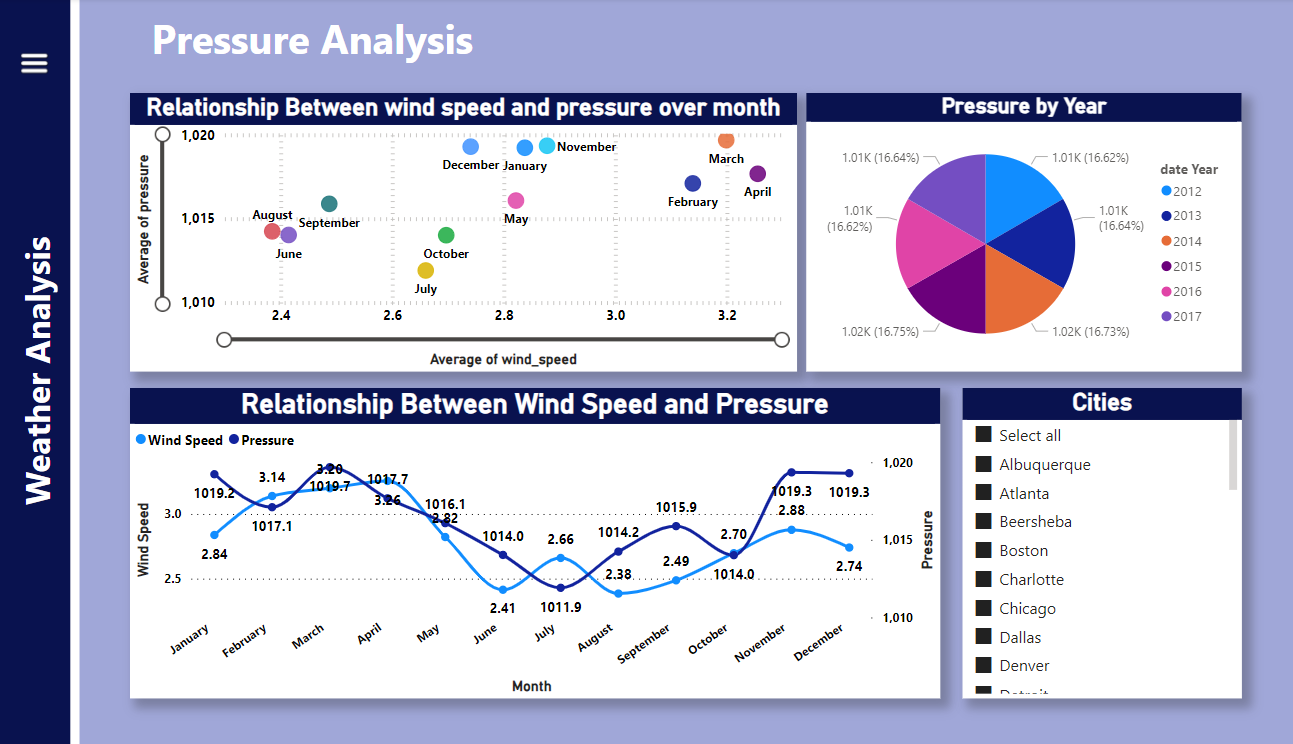 Pressure Analysis
Weather Analysis
Relationship Between wind speed and pressure over month
Average of pressure
1,020
1,015
1,010
December
January
November
March
April
February
May
August
September
June
October
July
2.4
2.6
2.8
3.0
3.2
Average of wind_speed
Pressure by Year
1.01K (16.64%)
1.01K (16.62%)
1.01K
(16.62%)
1.01K
(16.64%)
1.02K (16.75%)
1.02K (16.73%)
date Year
2012
2013
2014
2015
2016
2017
Relationship Between Wind Speed and Pressure
Wind Speed
Pressure
Wind Speed
3.0
2.5
1019.2
2.84
3.14
1017.1
3.20
1019.7
1017.7
3.26
1016.1
2.82
1014.0
2.41
2.66
1011.9
1014.2
2.38
1015.9
2.49
2.70
1014.0
1019.3
2.88
1019.3
2.74
1,020
1,015
1,010
Pressure
January
February
March
April
May
June
July
August
September
October
November
December
Month
Cities
Select all
Albuquerque
Atlanta
Beersheba
Boston
Charlotte
Chicago
Dallas
Denver